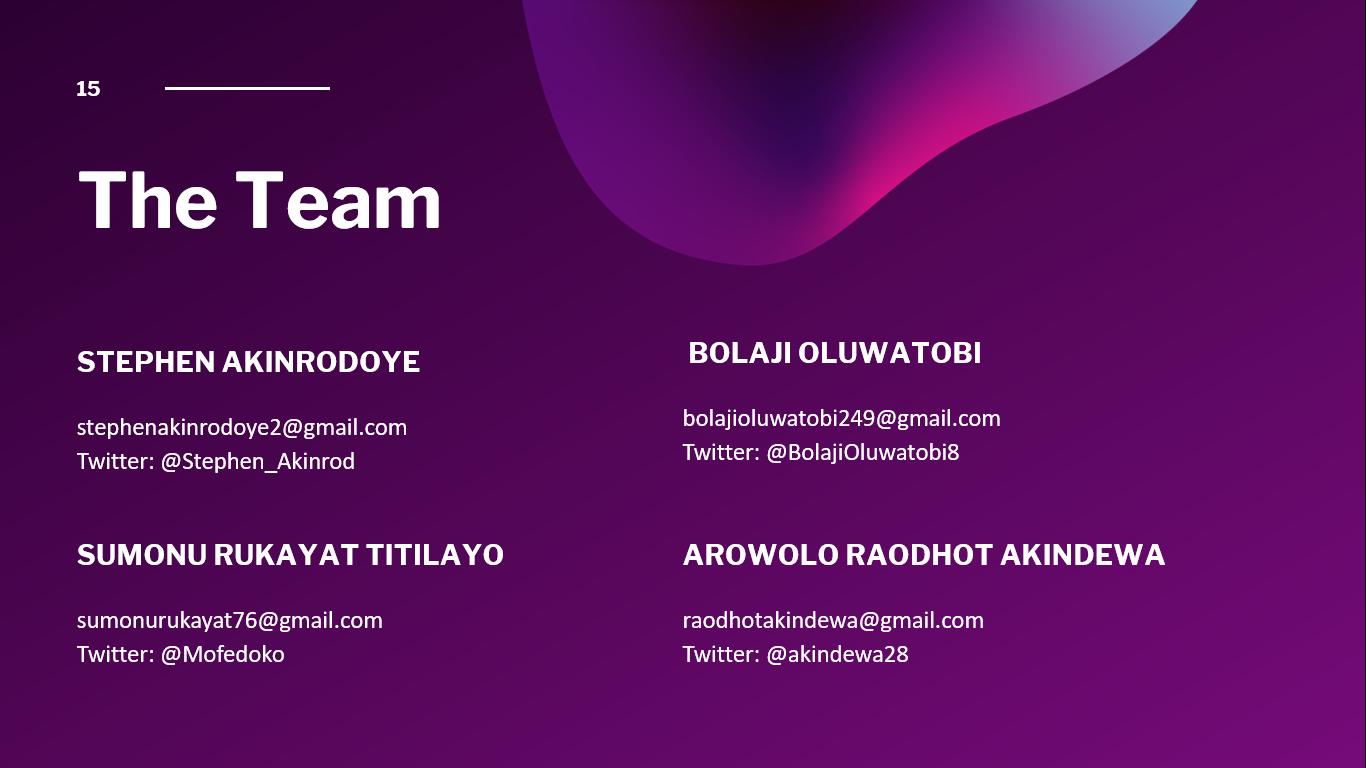 15
The Team
STEPHEN AKINRODOYE
stephenakinrodoye2@gmail.com
Twitter: @Stephen_Akinrod
BOLAJI OLUWATOBI
bolajioluwatobi249@gmail.com
Twitter: @BolajiOluwatobi8
SUMONU RUKAYAT TITILAYO
sumonurukayat76@gmail.com
Twitter: @Mofedoko
AROWOLO RAODHOT AKINDEWA
raodhotakindewa@gmail.com
Twitter: @akindewa28